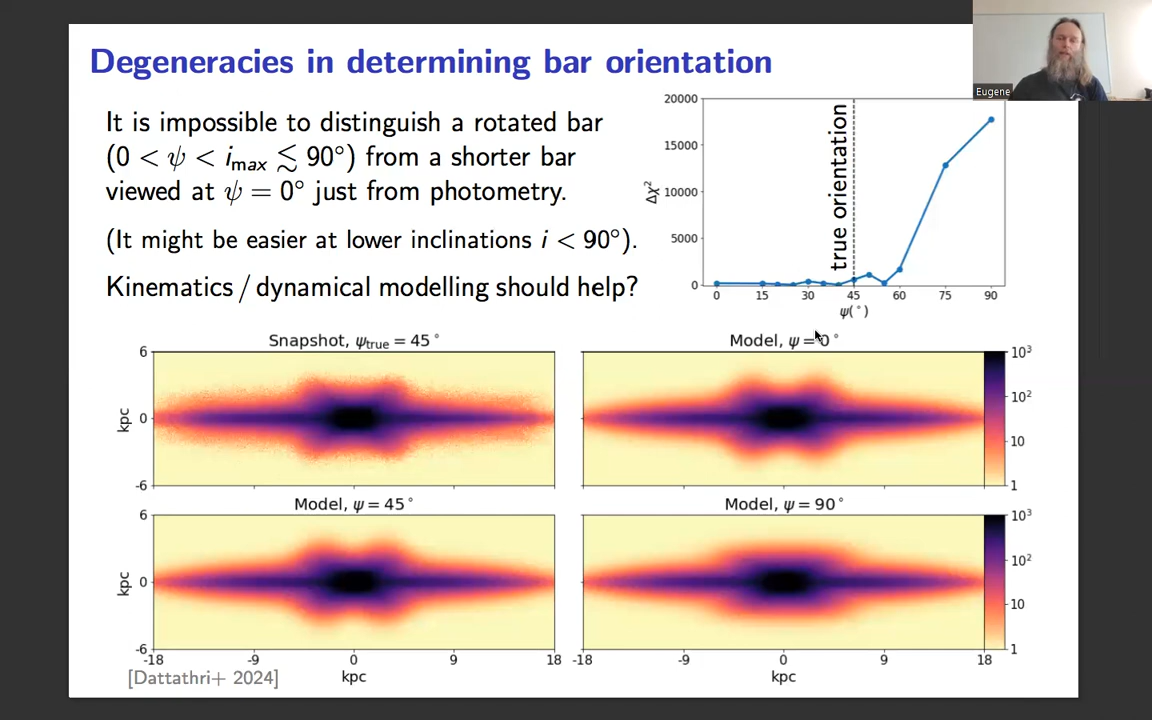 Degeneracies in determining bar orientation
Eugene
It is impossible to distinguish a rotated bar
(0 < ψ < i_max ≲ 90°) from a shorter bar
viewed at ψ = 0° just from photometry.
(It might be easier at lower inclinations i < 90°).
Kinematics / dynamical modelling should help?
20000
15000
10000
5000
0
Δχ²
true orientation
0 15 30 45 60 75 90
ψ(°)
Snapshot, ψ_true = 45°
6
0
-6
kpc
Model, ψ = 0°
10³
10²
10
1
Model, ψ = 45°
6
0
-6
kpc
-18 -9 0 9 18
kpc
Model, ψ = 90°
-18 -9 0 9 18
kpc
10³
10²
10
1
[Dattathri+ 2024]